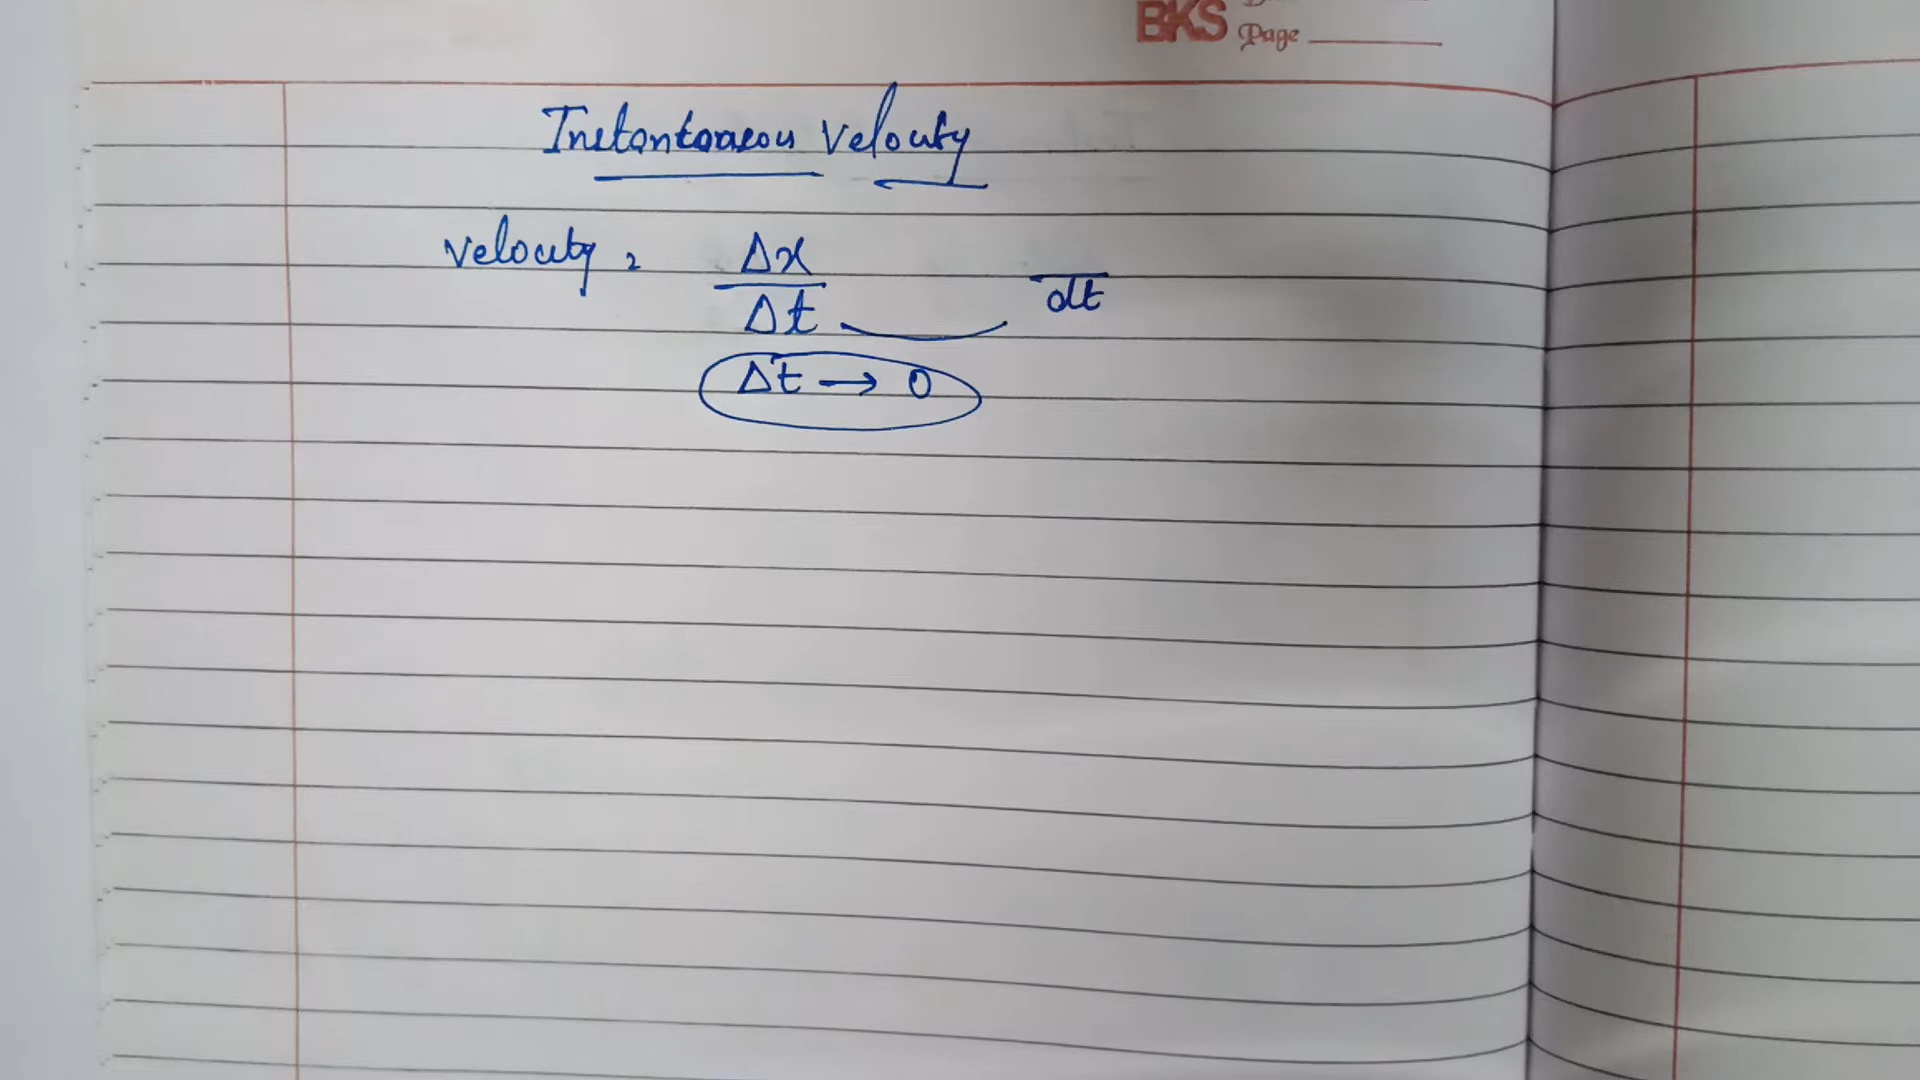 BKS
Page
Instantaneous Velocity
Velocity = Δx / Δt
dt
Δt → 0